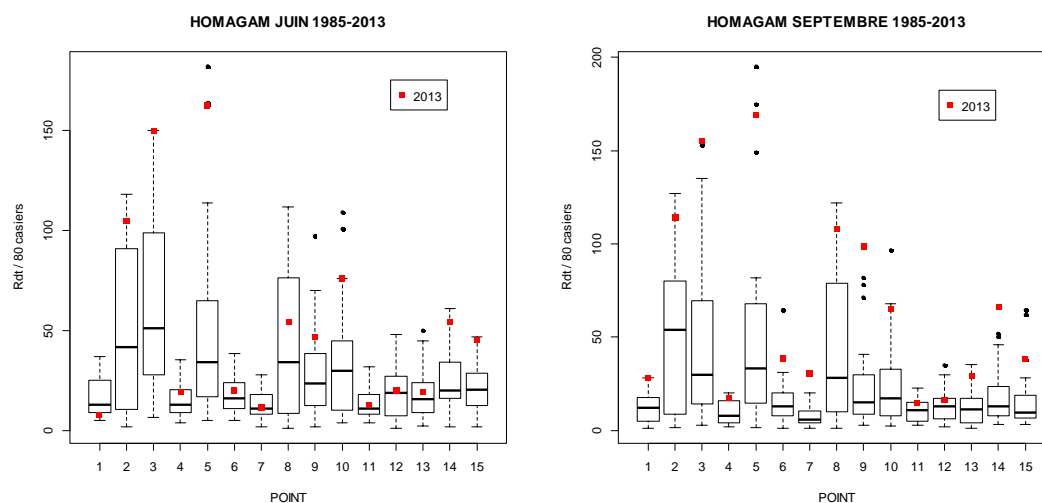 HOMAGAM JUIN 1985-2013
Rdt / 80 casiers
150
100
50
0
2013
1 2 3 4 5 6 7 8 9 10 11 12 13 14 15
POINT
HOMAGAM SEPTEMBRE 1985-2013
Rdt / 80 casiers
200
150
100
50
0
2013
1 2 3 4 5 6 7 8 9 10 11 12 13 14 15
POINT